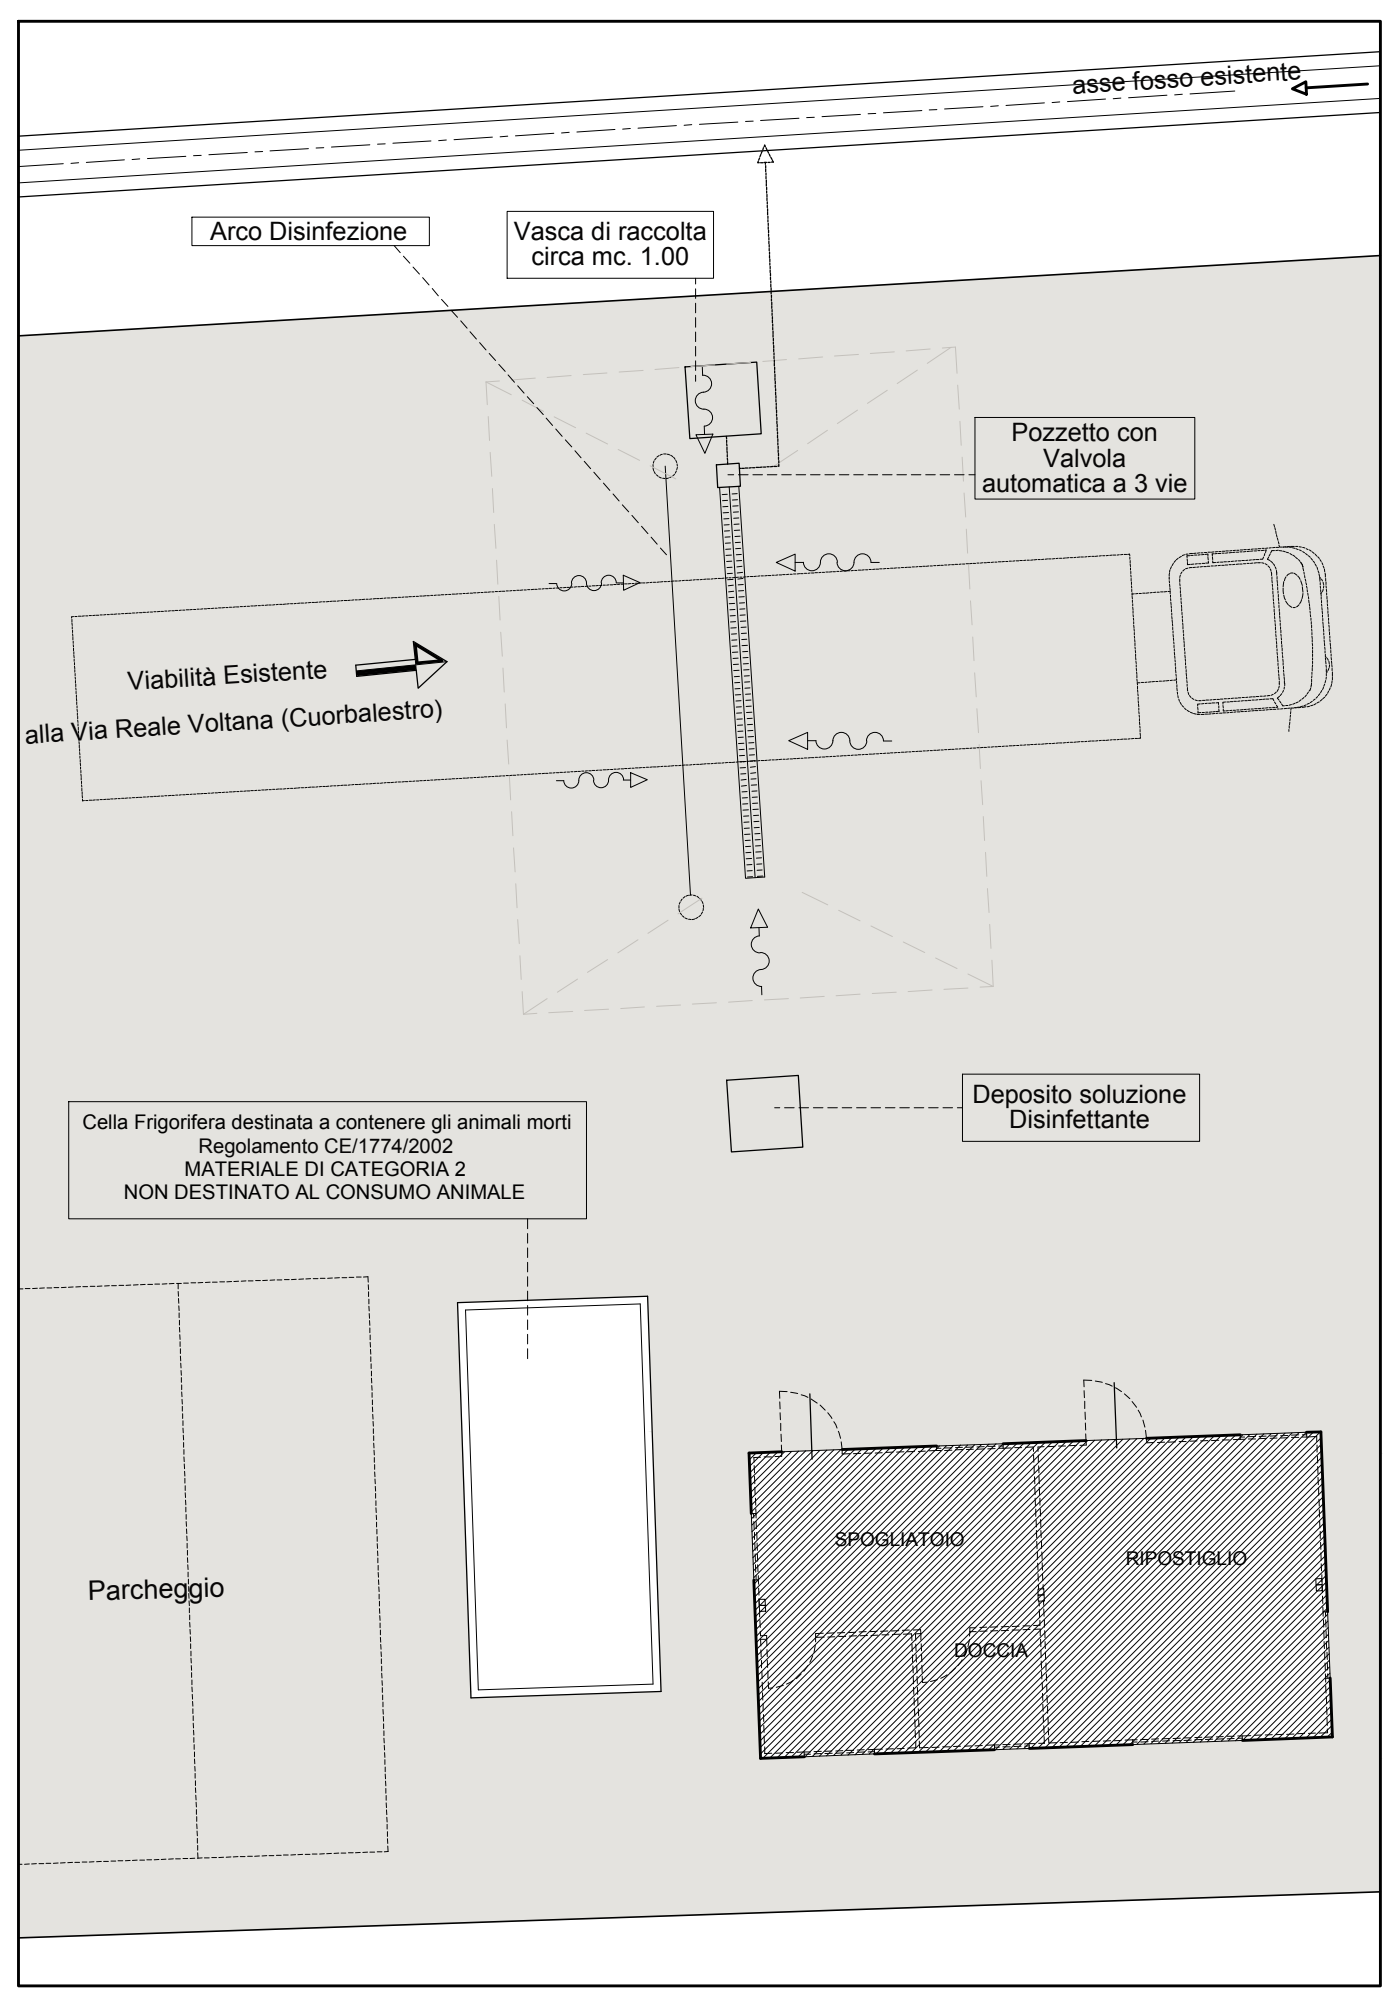 asse fosso esistente
Arco Disinfezione
Vasca di raccolta
circa mc. 1.00
Pozzetto con
Valvola
automatica a 3 vie
Viabilità Esistente
alla Via Reale Voltana (Cuorbalestro)
Deposito soluzione
Disinfettante
Cella Frigorifera destinata a contenere gli animali morti
Regolamento CE/1774/2002
MATERIALE DI CATEGORIA 2
NON DESTINATO AL CONSUMO ANIMALE
SPOGLIATOIO
RIPOSTIGLIO
Parcheggio
DOCCIA